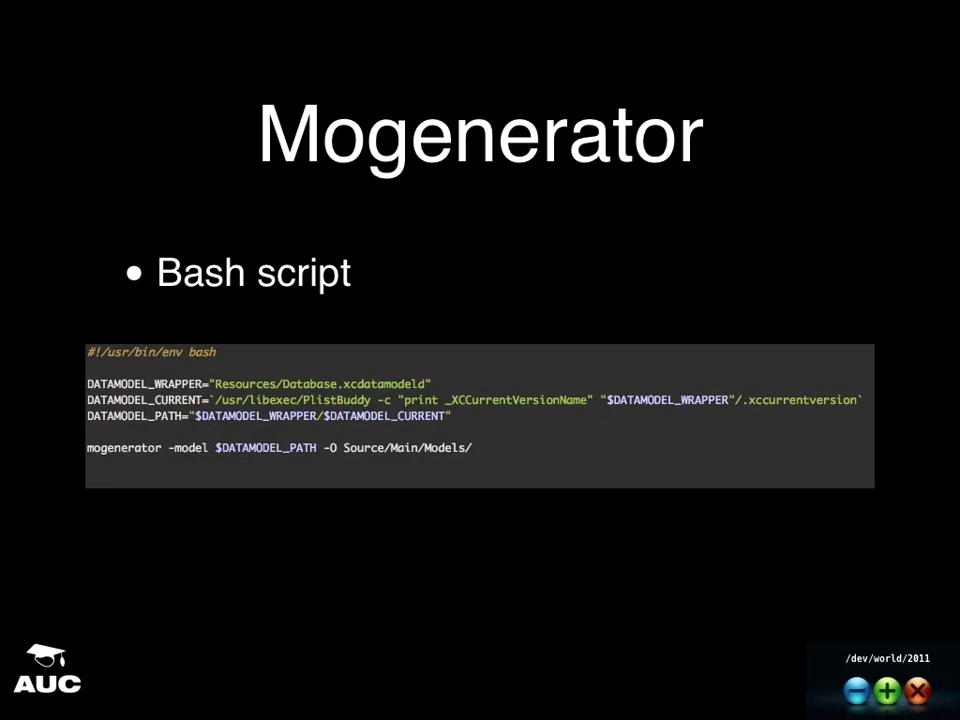 Mogenerator
• Bash script
#!/usr/bin/env bash
DATAMODEL_WRAPPER="Resources/Database.xcdatamodeld"
DATAMODEL_CURRENT=`/usr/libexec/PlistBuddy -c "print _XCCurrentVersionName" "$DATAMODEL_WRAPPER"/.xccurrentversion`
DATAMODEL_PATH="$DATAMODEL_WRAPPER/$DATAMODEL_CURRENT"
mogenerator -model $DATAMODEL_PATH -O Source/Main/Models/
AUC
/dev/world/2011